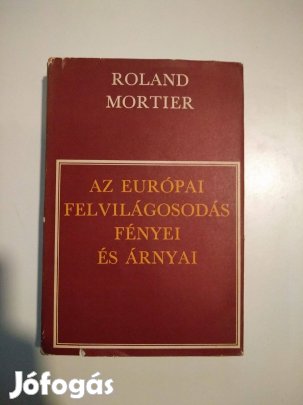 ROLAND
MORTIER
AZ EURÓPAI
FELVILÁGOSODÁS
FÉNYEI
ÉS ÁRNYAI
Jófogás